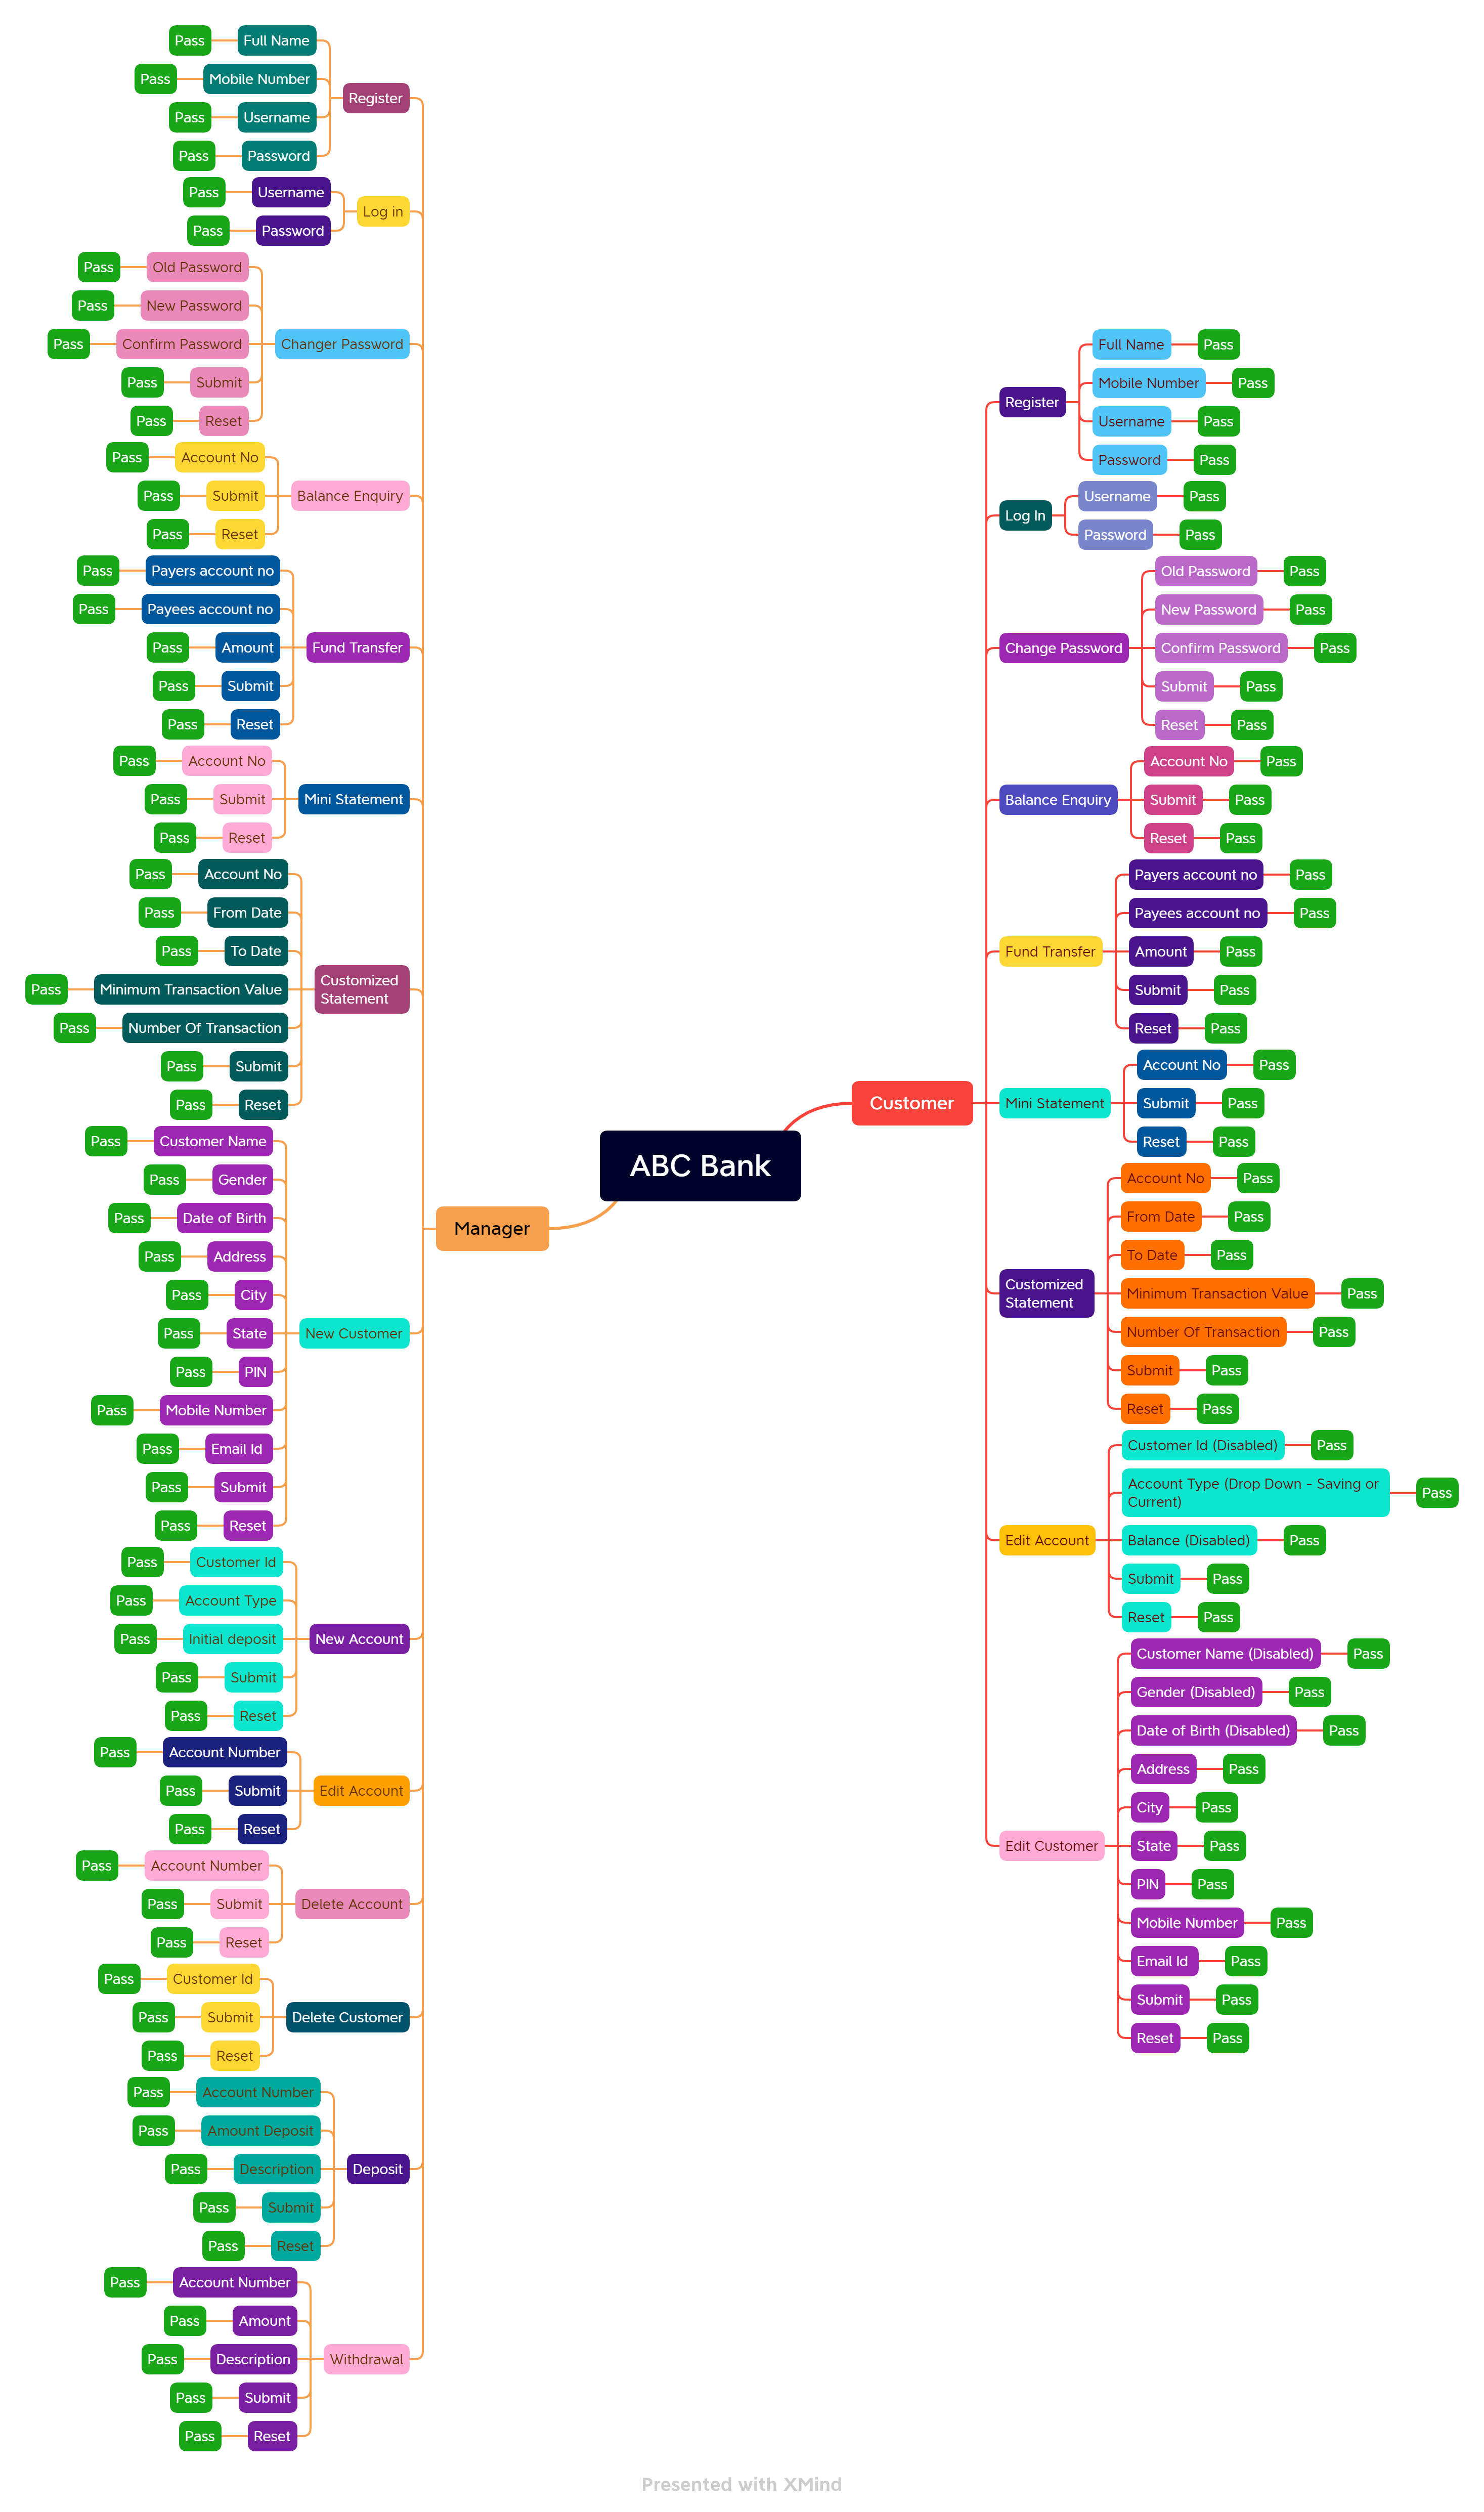 ABC Bank
Customer
Register
Full Name
Pass
Mobile Number
Pass
Username
Pass
Password
Pass
Log In
Username
Pass
Password
Pass
Change Password
Old Password
Pass
New Password
Pass
Confirm Password
Pass
Submit
Pass
Reset
Pass
Balance Enquiry
Account No
Pass
Submit
Pass
Reset
Pass
Fund Transfer
Payers account no
Pass
Payees account no
Pass
Amount
Pass
Submit
Pass
Reset
Pass
Mini Statement
Account No
Pass
Submit
Pass
Reset
Pass
Customized
Statement
Account No
Pass
From Date
Pass
To Date
Pass
Minimum Transaction Value
Pass
Number Of Transaction
Pass
Submit
Pass
Reset
Pass
Edit Account
Customer Id (Disabled)
Pass
Account Type (Drop Down - Saving or
Current)
Pass
Balance (Disabled)
Pass
Submit
Pass
Reset
Pass
Edit Customer
Customer Name (Disabled)
Pass
Gender (Disabled)
Pass
Date of Birth (Disabled)
Pass
Address
Pass
City
Pass
State
Pass
PIN
Pass
Mobile Number
Pass
Email Id
Pass
Submit
Pass
Reset
Pass
Manager
Register
Full Name
Pass
Mobile Number
Pass
Username
Pass
Password
Pass
Log in
Username
Pass
Password
Pass
Changer Password
Old Password
Pass
New Password
Pass
Confirm Password
Pass
Submit
Pass
Reset
Pass
Balance Enquiry
Account No
Pass
Submit
Pass
Reset
Pass
Fund Transfer
Payers account no
Pass
Payees account no
Pass
Amount
Pass
Submit
Pass
Reset
Pass
Mini Statement
Account No
Pass
Submit
Pass
Reset
Pass
Customized
Statement
Account No
Pass
From Date
Pass
To Date
Pass
Minimum Transaction Value
Pass
Number Of Transaction
Pass
Submit
Pass
Reset
Pass
New Customer
Customer Name
Pass
Gender
Pass
Date of Birth
Pass
Address
Pass
City
Pass
State
Pass
PIN
Pass
Mobile Number
Pass
Email Id
Pass
Submit
Pass
Reset
Pass
New Account
Customer Id
Pass
Account Type
Pass
Initial deposit
Pass
Submit
Pass
Reset
Pass
Edit Account
Account Number
Pass
Submit
Pass
Reset
Pass
Delete Account
Account Number
Pass
Submit
Pass
Reset
Pass
Delete Customer
Customer Id
Pass
Submit
Pass
Reset
Pass
Deposit
Account Number
Pass
Amount Deposit
Pass
Description
Pass
Submit
Pass
Reset
Pass
Withdrawal
Account Number
Pass
Amount
Pass
Description
Pass
Submit
Pass
Reset
Pass
Presented with XMind